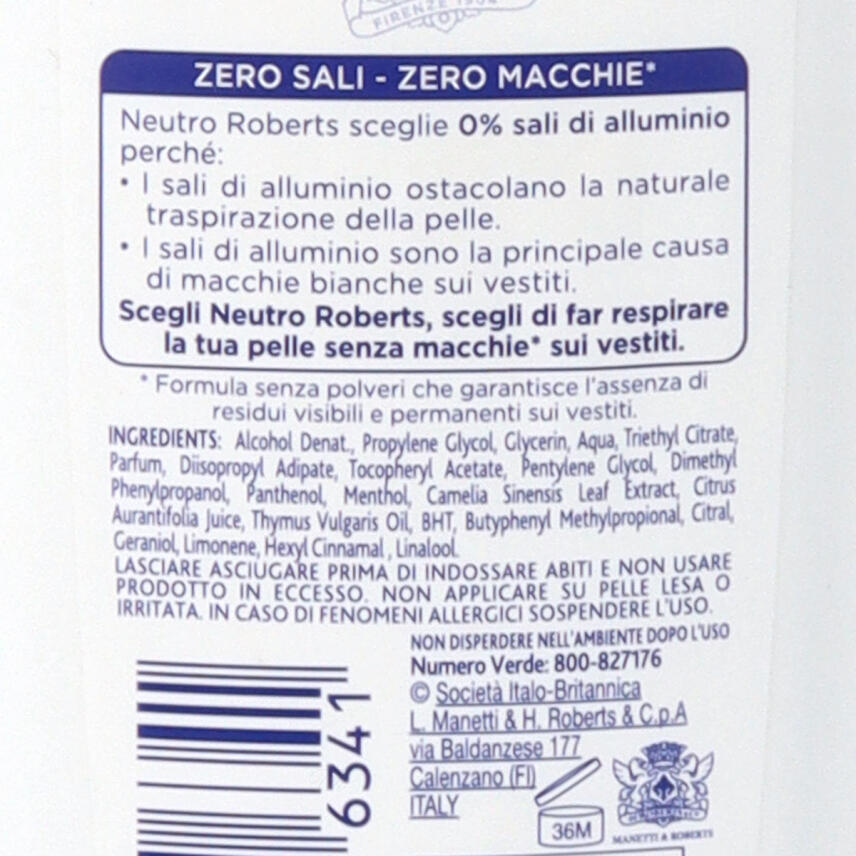 FIRENZE 1904
ZERO SALI - ZERO MACCHIE*
Neutro Roberts sceglie 0% sali di alluminio
perché:
• I sali di alluminio ostacolano la naturale
traspirazione della pelle.
• I sali di alluminio sono la principale causa
di macchie bianche sui vestiti.
Scegli Neutro Roberts, scegli di far respirare
la tua pelle senza macchie* sui vestiti.
* Formula senza polveri che garantisce l'assenza di
residui visibili e permanenti sui vestiti.
INGREDIENTS: Alcohol Denat., Propylene Glycol, Glycerin, Aqua, Triethyl Citrate,
Parfum, Diisopropyl Adipate, Tocopheryl Acetate, Pentylene Glycol, Dimethyl
Phenylpropanol, Panthenol, Menthol, Camelia Sinensis Leaf Extract, Citrus
Aurantifolia Juice, Thymus Vulgaris Oil, BHT, Butyphenyl Methylpropional, Citral,
Geraniol, Limonene, Hexyl Cinnamal, Linalool.
LASCIARE ASCIUGARE PRIMA DI INDOSSARE ABITI E NON USARE
PRODOTTO IN ECCESSO. NON APPLICARE SU PELLE LESA O
IRRITATA. IN CASO DI FENOMENI ALLERGICI SOSPENDERE L'USO.
NON DISPERDERE NELL'AMBIENTE DOPO L'USO
Numero Verde: 800-827176
© Società Italo-Britannica
L. Manetti & H. Roberts & C.p.A
via Baldanzese 177
Calenzano (FI)
ITALY
6341
36M
MANETTI & ROBERTS